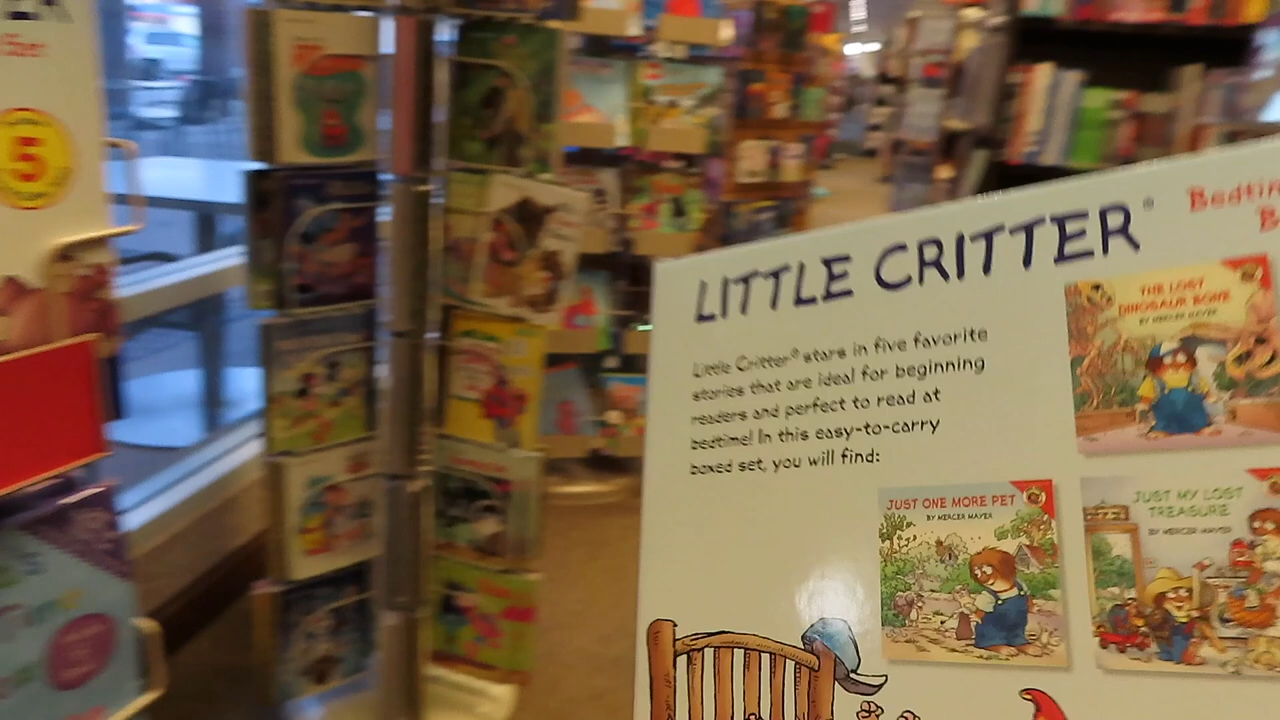 5
LITTLE CRITTER®
Little Critter® stars in five favorite
stories that are ideal for beginning
readers and perfect to read at
bedtime! In this easy-to-carry
boxed set, you will find:
THE LOST
DINOSAUR BONE
BY MERCER MAYER
JUST ONE MORE PET
BY MERCER MAYER
JUST MY LOST
TREASURE
BY MERCER MAYER